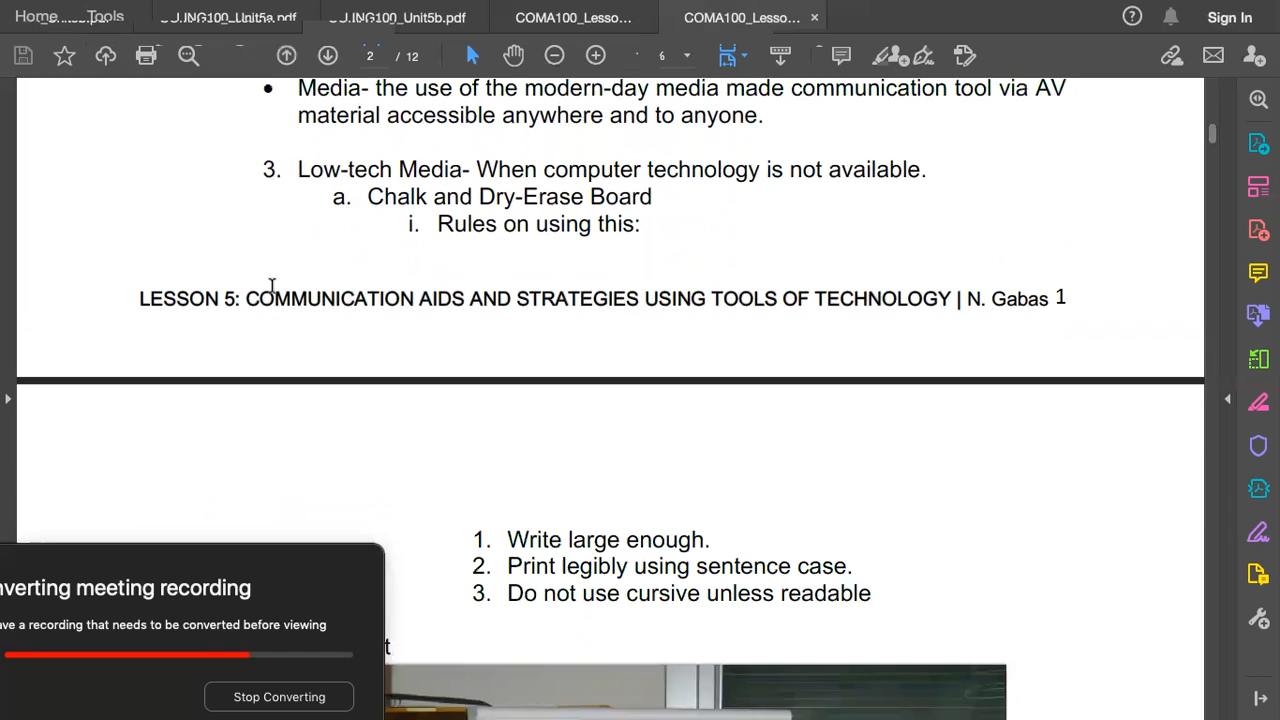 Home Tools OUING100_Unit5a.pdf OUING100_Unit5b.pdf COMA100_Lesso... COMA100_Lesso... × Sign In
2 / 12 6
• Media- the use of the modern-day media made communication tool via AV
material accessible anywhere and to anyone.
3. Low-tech Media- When computer technology is not available.
a. Chalk and Dry-Erase Board
i. Rules on using this:
LESSON 5: COMMUNICATION AIDS AND STRATEGIES USING TOOLS OF TECHNOLOGY | N. Gabas 1
1. Write large enough.
2. Print legibly using sentence case.
3. Do not use cursive unless readable
nverting meeting recording
ave a recording that needs to be converted before viewing
t
Stop Converting